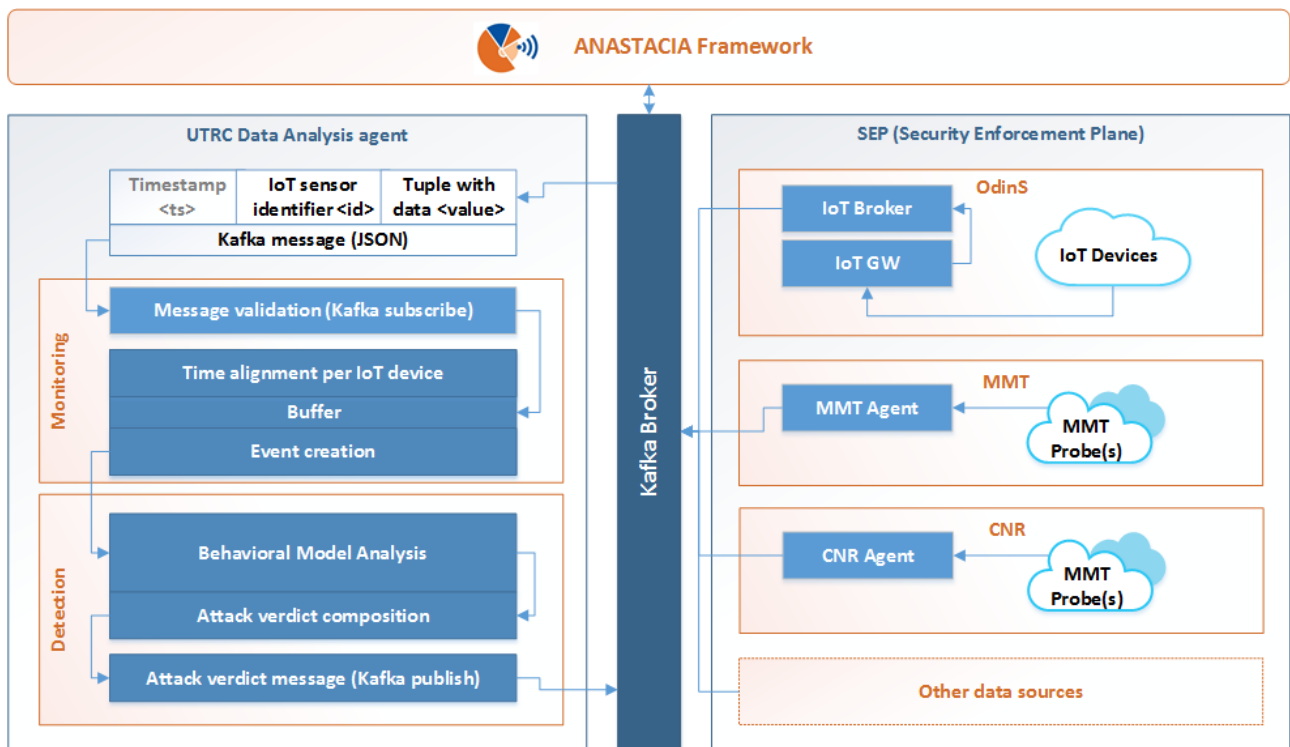 ANASTACIA Framework
UTRC Data Analysis agent
Timestamp
<ts>
IoT sensor
identifier <id>
Tuple with
data <value>
Kafka message (JSON)
Monitoring
Message validation (Kafka subscribe)
Time alignment per IoT device
Buffer
Event creation
Detection
Behavioral Model Analysis
Attack verdict composition
Attack verdict message (Kafka publish)
Kafka Broker
SEP (Security Enforcement Plane)
OdinS
IoT Broker
IoT GW
IoT Devices
MMT
MMT Agent
MMT
Probe(s)
CNR
CNR Agent
MMT
Probe(s)
Other data sources